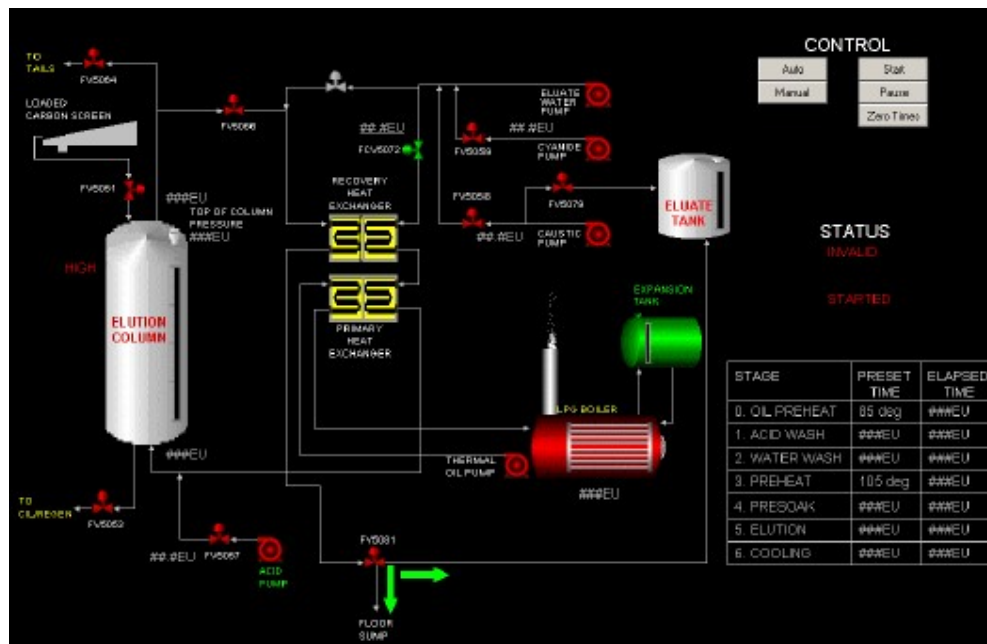 CONTROL
Auto
Start
Manual
Pause
Zero Times
TO
TAILS
FV5064
LOADED
CARBON SCREEN
FV5066
ELUATE
WATER
PUMP
##.#EU
##.#EU
FCV5072
FV5059
CYANIDE
PUMP
FV5051
RECOVERY
HEAT
EXCHANGER
FV5079
###EU
TOP OF COLUMN
PRESSURE
###EU
##.#EU
CAUSTIC
PUMP
ELUATE
TANK
HIGH
STATUS
INVALID
STARTED
EXPANSION
TANK
ELUTION
COLUMN
PRIMARY
HEAT
EXCHANGER
LPG BOILER
STAGE PRESET TIME ELAPSED TIME
0. OIL PREHEAT 85 deg ###EU
1. ACID WASH ###EU ###EU
2. WATER WASH ###EU ###EU
3. PREHEAT 105 deg ###EU
4. PRESOAK ###EU ###EU
5. ELUTION ###EU ###EU
6. COOLING ###EU ###EU
###EU
THERMAL
OIL PUMP
###EU
TO
CIL/REGEN
FV5053
##.#EU
FV5067
ACID
PUMP
FV5081
FLOOR
SUMP